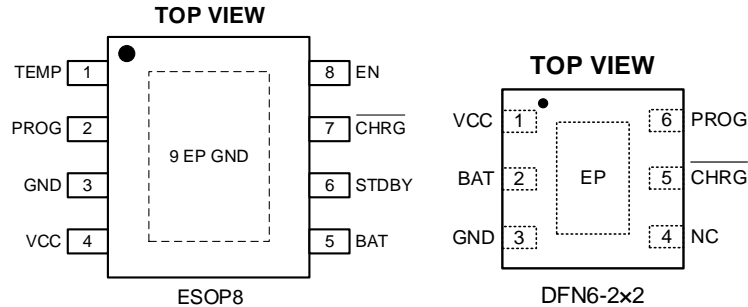 TOP VIEW
TEMP 1
PROG 2
GND 3
VCC 4
9 EP GND
8 EN
7 CHRG
6 STDBY
5 BAT
ESOP8
TOP VIEW
VCC 1
BAT 2
GND 3
EP
6 PROG
5 CHRG
4 NC
DFN6-2×2